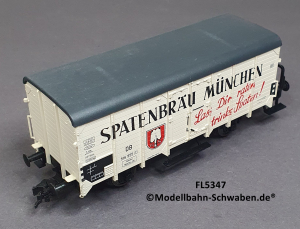 SPATENBRÄU MÜNCHEN
Laß Dir raten,
trinke Spaten!
DB
FL5347
©Modellbahn-Schwaben.de®